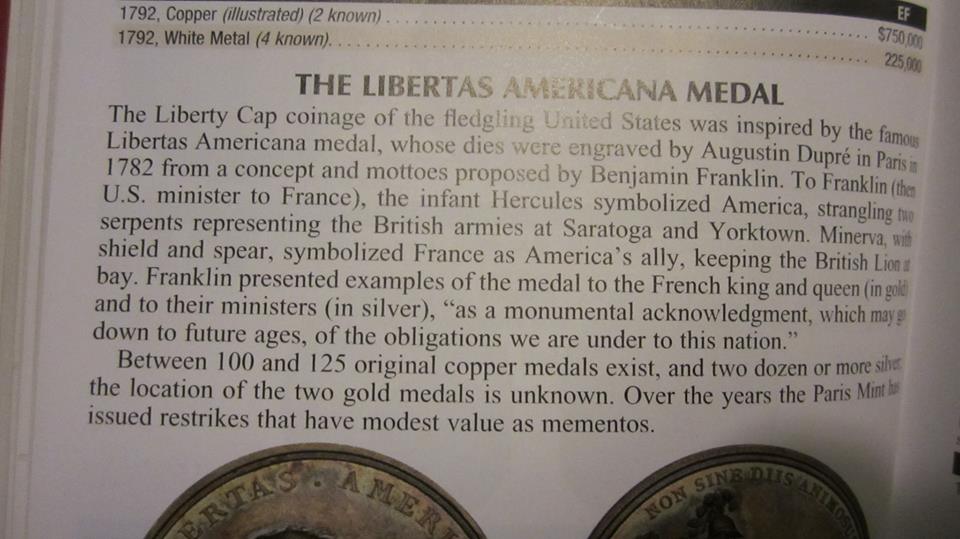 EF
1792, Copper (illustrated) (2 known) . . . . . . . . . . . . . . . . . . . . . . . . . . . . . . . . . . . . . . . . . . . . . . . . . . . . $750,000
1792, White Metal (4 known). . . . . . . . . . . . . . . . . . . . . . . . . . . . . . . . . . . . . . . . . . . . . . . . . . . . . . . . . . 225,000
THE LIBERTAS AMERICANA MEDAL
The Liberty Cap coinage of the fledgling United States was inspired by the famous
Libertas Americana medal, whose dies were engraved by Augustin Dupré in Paris in
1782 from a concept and mottoes proposed by Benjamin Franklin. To Franklin (then
U.S. minister to France), the infant Hercules symbolized America, strangling two
serpents representing the British armies at Saratoga and Yorktown. Minerva, with
shield and spear, symbolized France as America's ally, keeping the British Lion at
bay. Franklin presented examples of the medal to the French king and queen (in gold)
and to their ministers (in silver), “as a monumental acknowledgment, which may go
down to future ages, of the obligations we are under to this nation.”
Between 100 and 125 original copper medals exist, and two dozen or more silver;
the location of the two gold medals is unknown. Over the years the Paris Mint has
issued restrikes that have modest value as mementos.
ERTAS . AMERI
NON SINE DIIS ANIMOSU